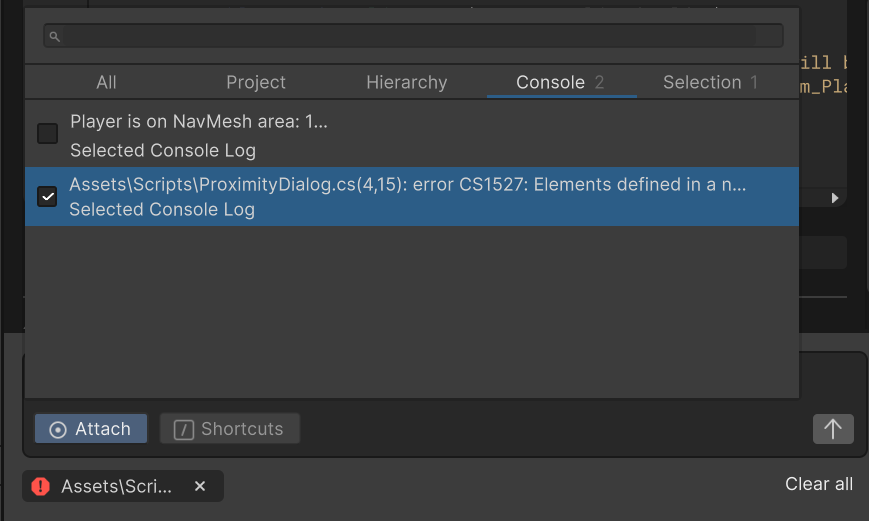 All Project Hierarchy Console 2 Selection 1
ill b
m_Pla
Player is on NavMesh area: 1...
Selected Console Log
Assets\Scripts\ProximityDialog.cs(4,15): error CS1527: Elements defined in a n...
Selected Console Log
Attach
/ Shortcuts
Assets\Scri...
Clear all